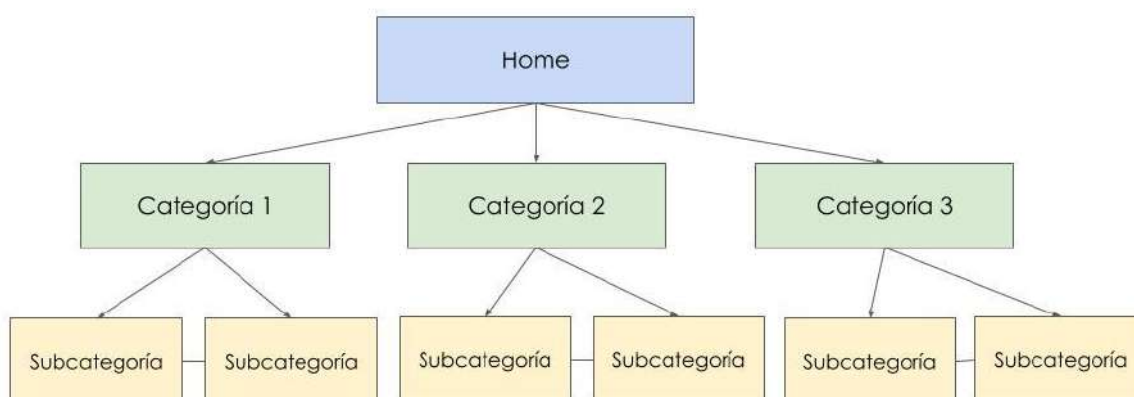 Home
Categoría 1
Categoría 2
Categoría 3
Subcategoría
Subcategoría
Subcategoría
Subcategoría
Subcategoría
Subcategoría